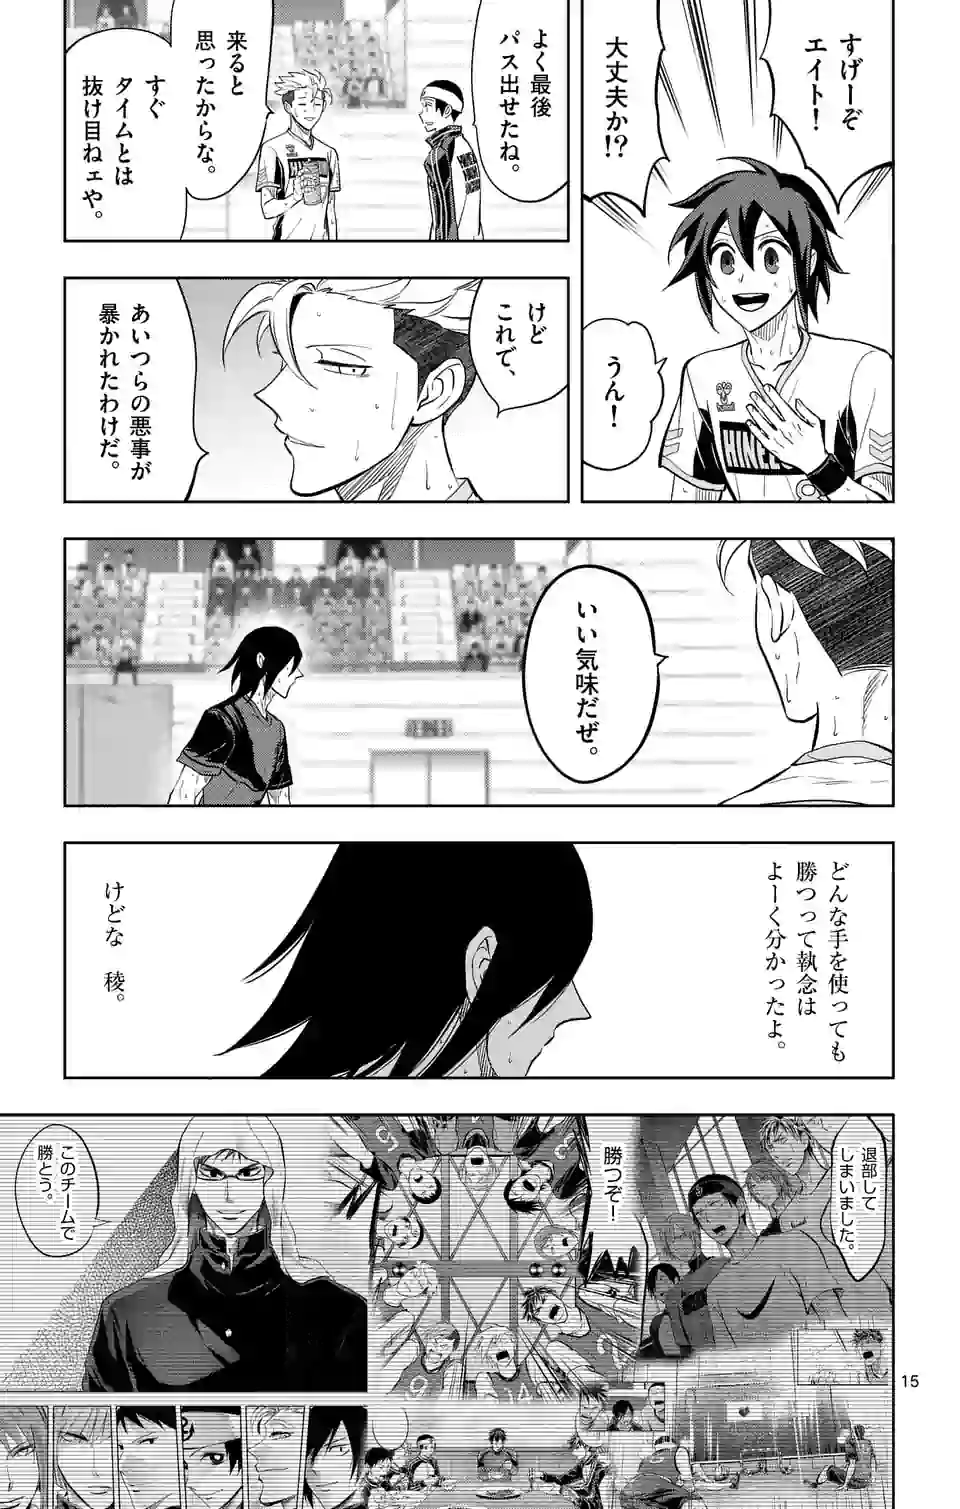 すげーぞ
エイト！
大丈夫か!?
うん！
よく最後
パス出せたね。
来ると
思ったからな。
すぐ
タイムとは
抜け目ねェや。
けど
これで、
あいつらの悪事が
暴かれたわけだ。
いい気味だぜ。
どんな手を使っても
勝つって執念は
よーく分かったよ。
けどな　稜。
退部して
しまいました。
勝つぞ！
このチームで
勝とう。
15